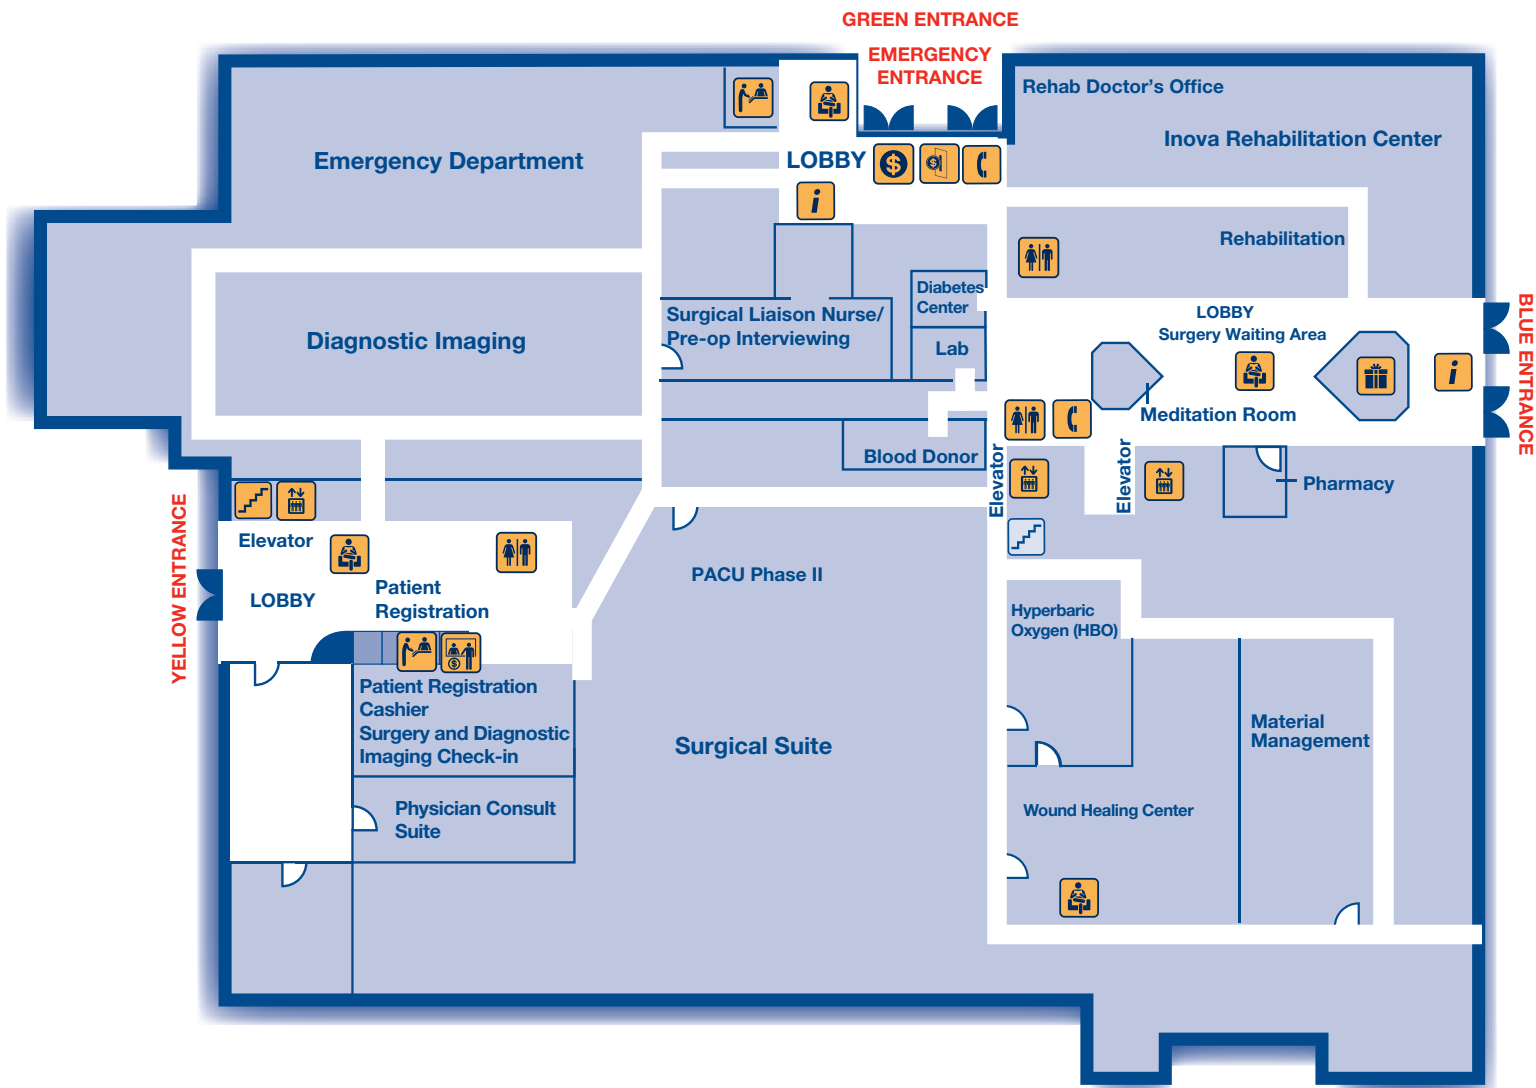 GREEN ENTRANCE
EMERGENCY
ENTRANCE
Rehab Doctor's Office
Inova Rehabilitation Center
Emergency Department
LOBBY
i
Rehabilitation
Diabetes
Center
Surgical Liaison Nurse/
Pre-op Interviewing
Lab
Diagnostic Imaging
LOBBY
Surgery Waiting Area
i
BLUE ENTRANCE
Meditation Room
Blood Donor
Elevator
Elevator
Pharmacy
YELLOW ENTRANCE
Elevator
LOBBY
Patient
Registration
PACU Phase II
Hyperbaric
Oxygen (HBO)
Patient Registration
Cashier
Surgery and Diagnostic
Imaging Check-in
Surgical Suite
Material
Management
Physician Consult
Suite
Wound Healing Center